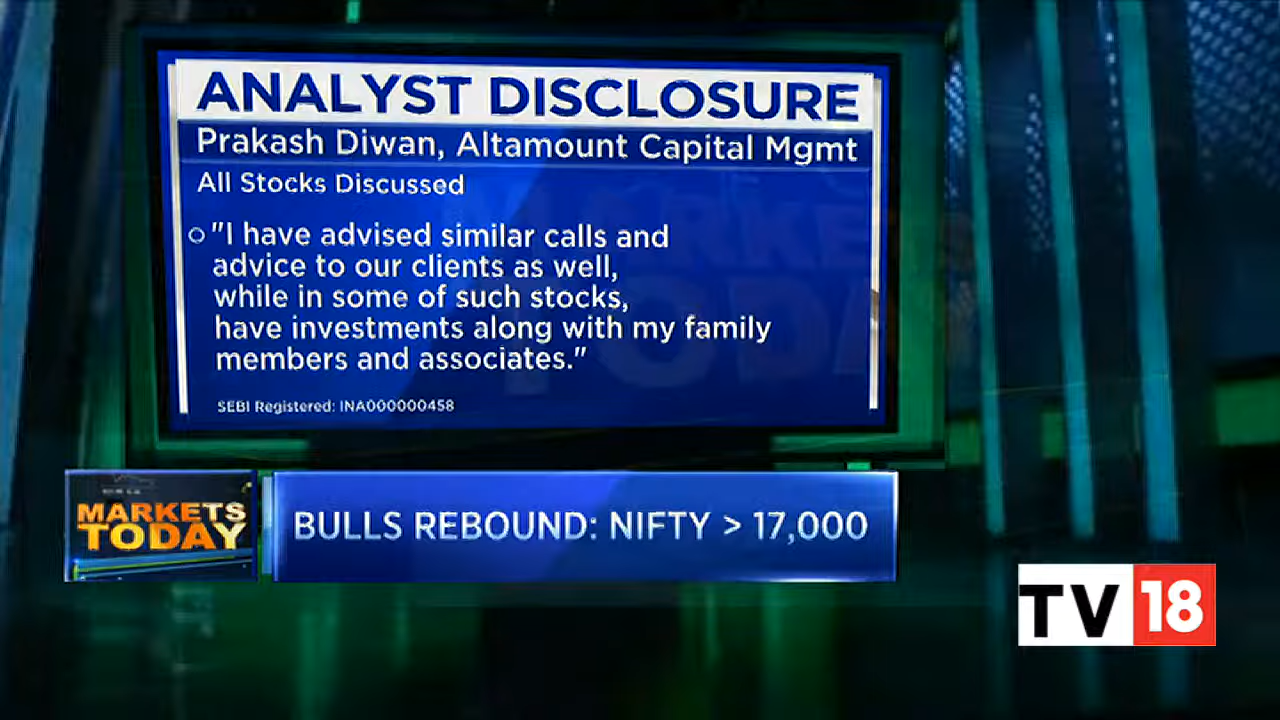 ANALYST DISCLOSURE
Prakash Diwan, Altamount Capital Mgmt
All Stocks Discussed
"I have advised similar calls and
advice to our clients as well,
while in some of such stocks,
have investments along with my family
members and associates."
SEBI Registered: INA000000458
MARKETS
TODAY
BULLS REBOUND: NIFTY > 17,000
TV18